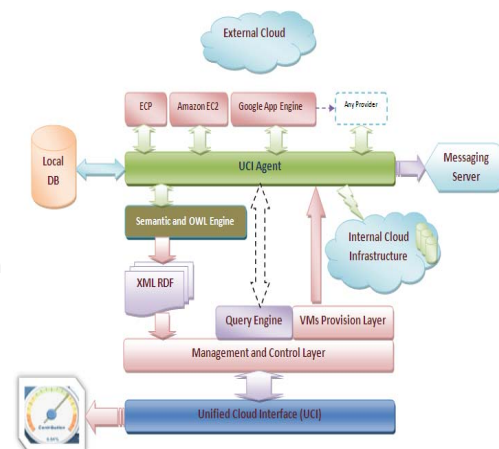 External Cloud
ECP
Amazon EC2
Google App Engine
Any Provider
Local
DB
UCI Agent
Messaging
Server
Semantic and OWL Engine
Internal Cloud
Infrastructure
XML RDF
Query Engine
VMs Provision Layer
Management and Control Layer
Unified Cloud Interface (UCI)